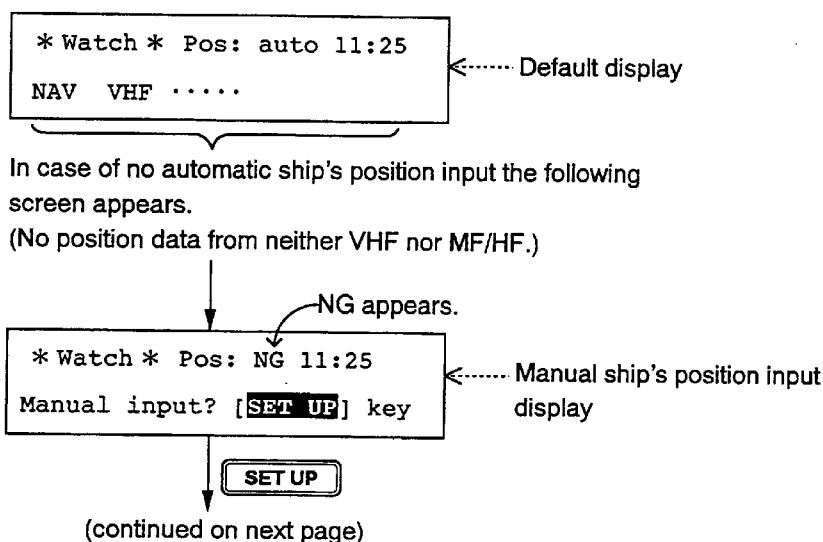 * Watch * Pos: auto 11:25
NAV VHF ·····
Default display
In case of no automatic ship's position input the following
screen appears.
(No position data from neither VHF nor MF/HF.)
NG appears.
* Watch * Pos: NG 11:25
Manual input? [SET UP] key
Manual ship's position input
display
SET UP
(continued on next page)